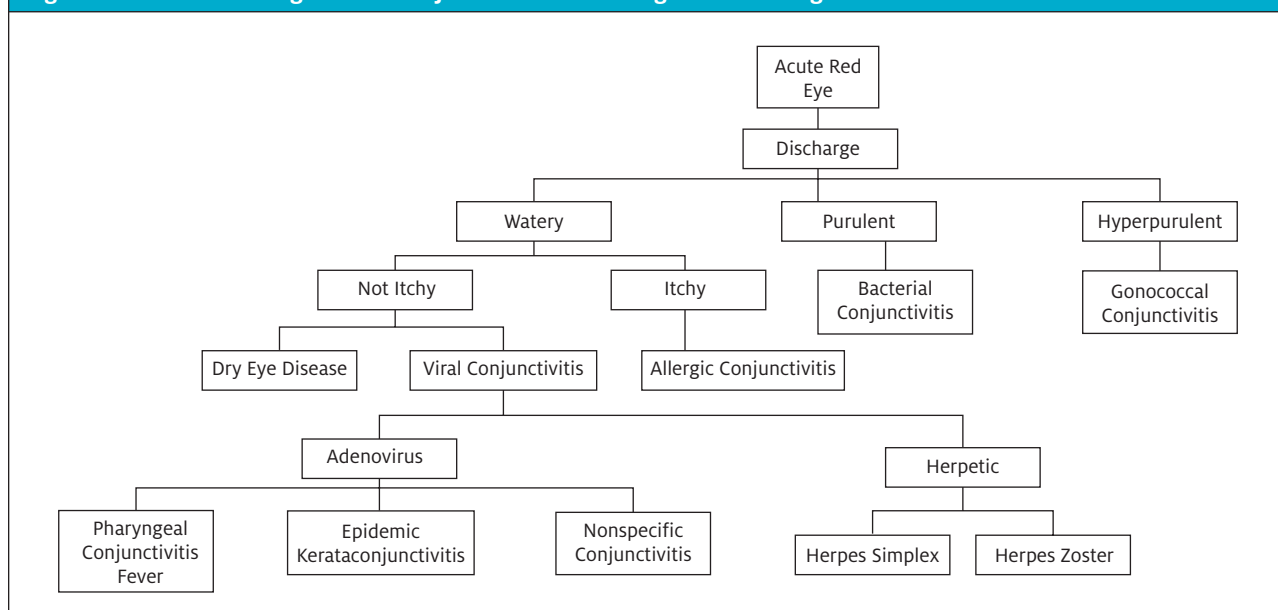 Acute Red
Eye
Discharge
Watery
Purulent
Hyperpurulent
Not Itchy
Itchy
Bacterial
Conjunctivitis
Gonococcal
Conjunctivitis
Dry Eye Disease
Viral Conjunctivitis
Allergic Conjunctivitis
Adenovirus
Herpetic
Pharyngeal
Conjunctivitis
Fever
Epidemic
Kerataconjunctivitis
Nonspecific
Conjunctivitis
Herpes Simplex
Herpes Zoster